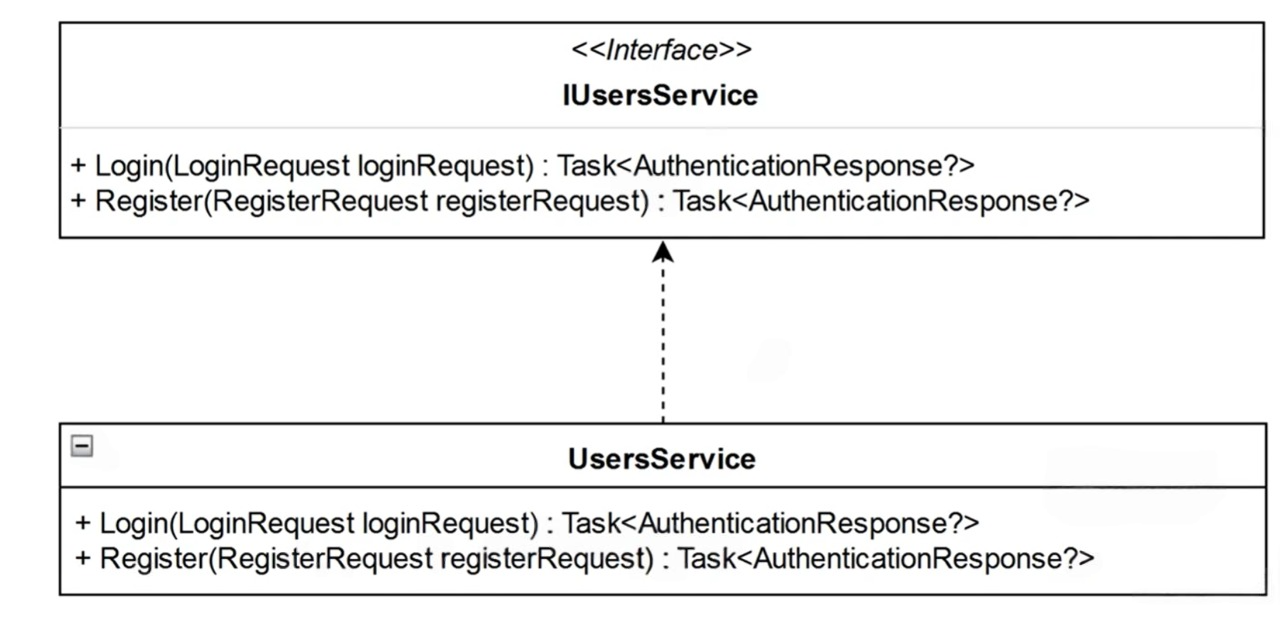 <<Interface>>
IUsersService
+ Login(LoginRequest loginRequest) : Task<AuthenticationResponse?>
+ Register(RegisterRequest registerRequest) : Task<AuthenticationResponse?>
UsersService
+ Login(LoginRequest loginRequest) : Task<AuthenticationResponse?>
+ Register(RegisterRequest registerRequest) : Task<AuthenticationResponse?>